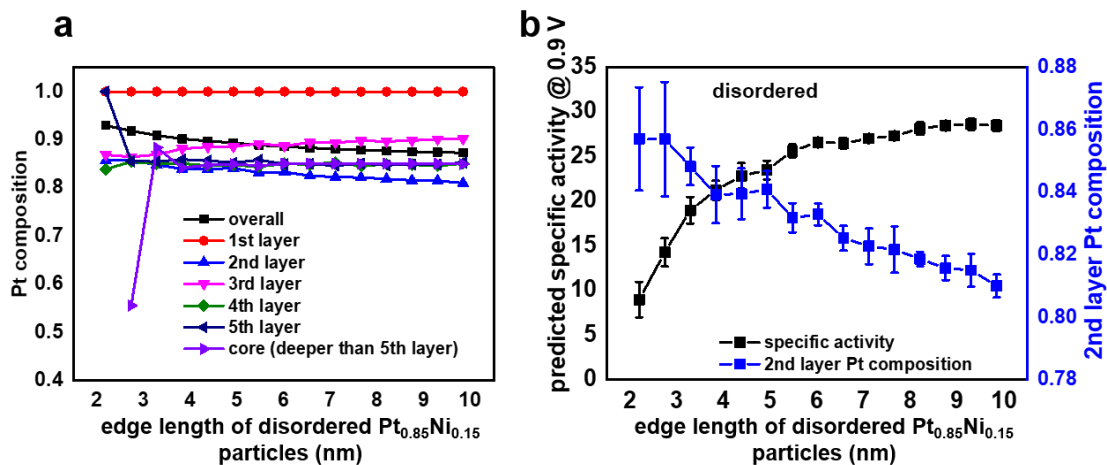 a
Pt composition
1.0
0.9
0.8
0.7
0.6
0.5
0.4
overall
1st layer
2nd layer
3rd layer
4th layer
5th layer
core (deeper than 5th layer)
2 3 4 5 6 7 8 9 10
edge length of disordered Pt0.85Ni0.15
particles (nm)
b
predicted specific activity @ 0.9 V
35
30
25
20
15
10
5
0
disordered
specific activity
2nd layer Pt composition
0.88
0.86
0.84
0.82
0.80
0.78
2nd layer Pt composition
2 3 4 5 6 7 8 9 10
edge length of disordered Pt0.85Ni0.15
particles (nm)